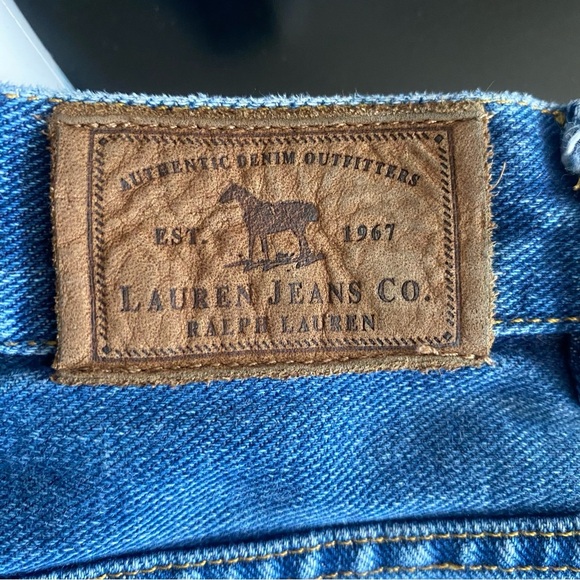 AUTHENTIC DENIM OUTFITTERS
EST. 1967
LAUREN JEANS CO.
RALPH LAUREN